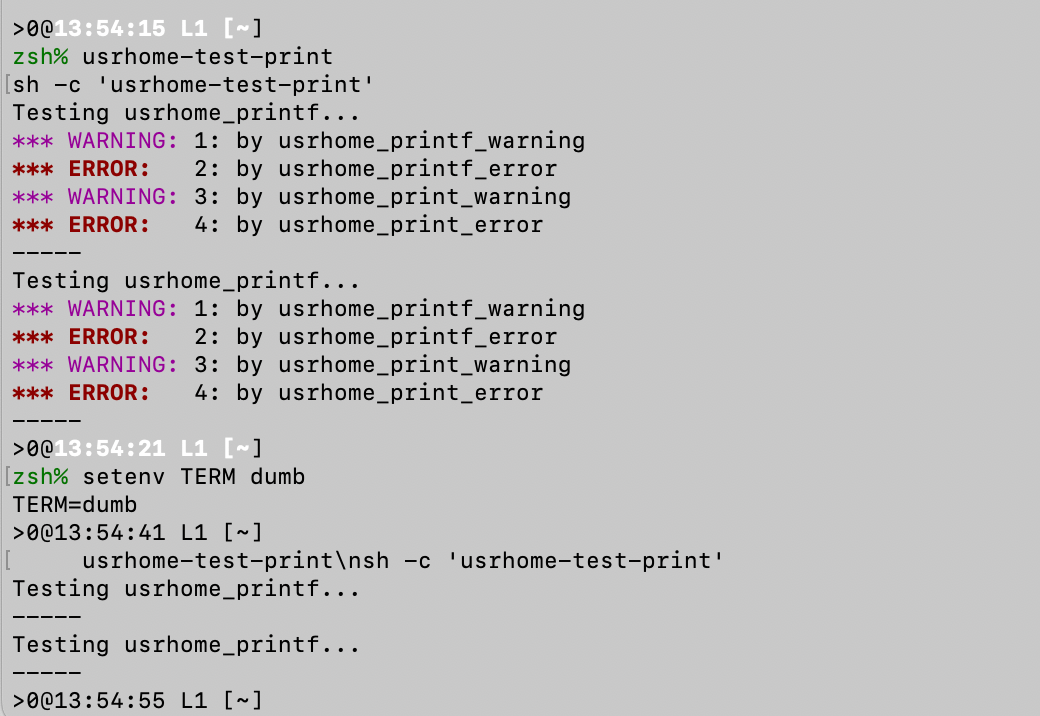 >0@13:54:15 L1 [~]
zsh% usrhome-test-print
sh -c 'usrhome-test-print'
Testing usrhome_printf...
*** WARNING: 1: by usrhome_printf_warning
*** ERROR:   2: by usrhome_printf_error
*** WARNING: 3: by usrhome_print_warning
*** ERROR:   4: by usrhome_print_error
-----
Testing usrhome_printf...
*** WARNING: 1: by usrhome_printf_warning
*** ERROR:   2: by usrhome_printf_error
*** WARNING: 3: by usrhome_print_warning
*** ERROR:   4: by usrhome_print_error
-----
>0@13:54:21 L1 [~]
zsh% setenv TERM dumb
TERM=dumb
>0@13:54:41 L1 [~]
     usrhome-test-print\nsh -c 'usrhome-test-print'
Testing usrhome_printf...
-----
Testing usrhome_printf...
-----
>0@13:54:55 L1 [~]